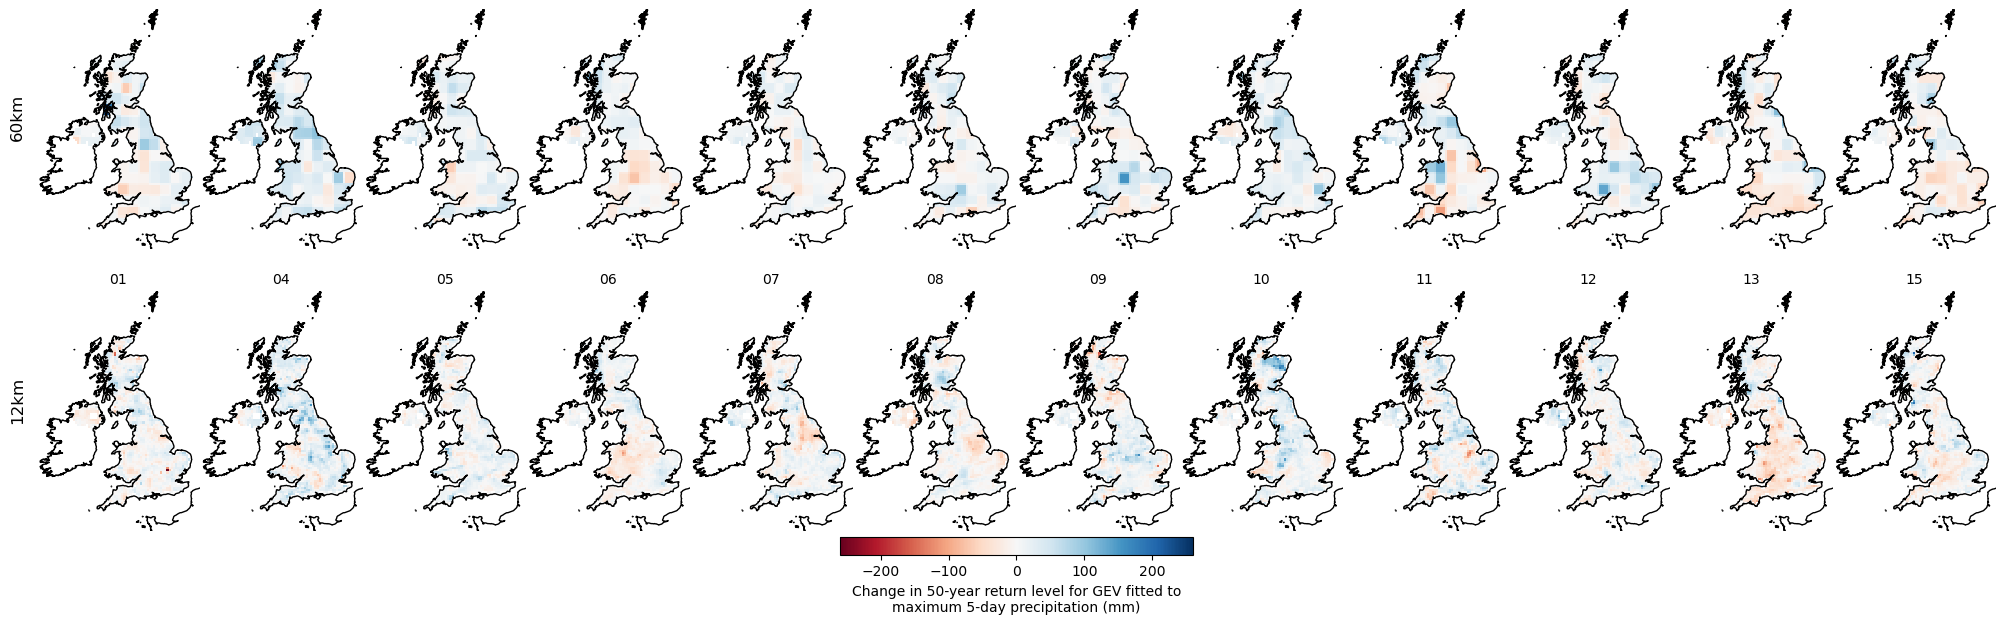 60km
01 04 05 06 07 08 09 10 11 12 13 15
12km
−200 −100 0 100 200
Change in 50-year return level for GEV fitted to
maximum 5-day precipitation (mm)